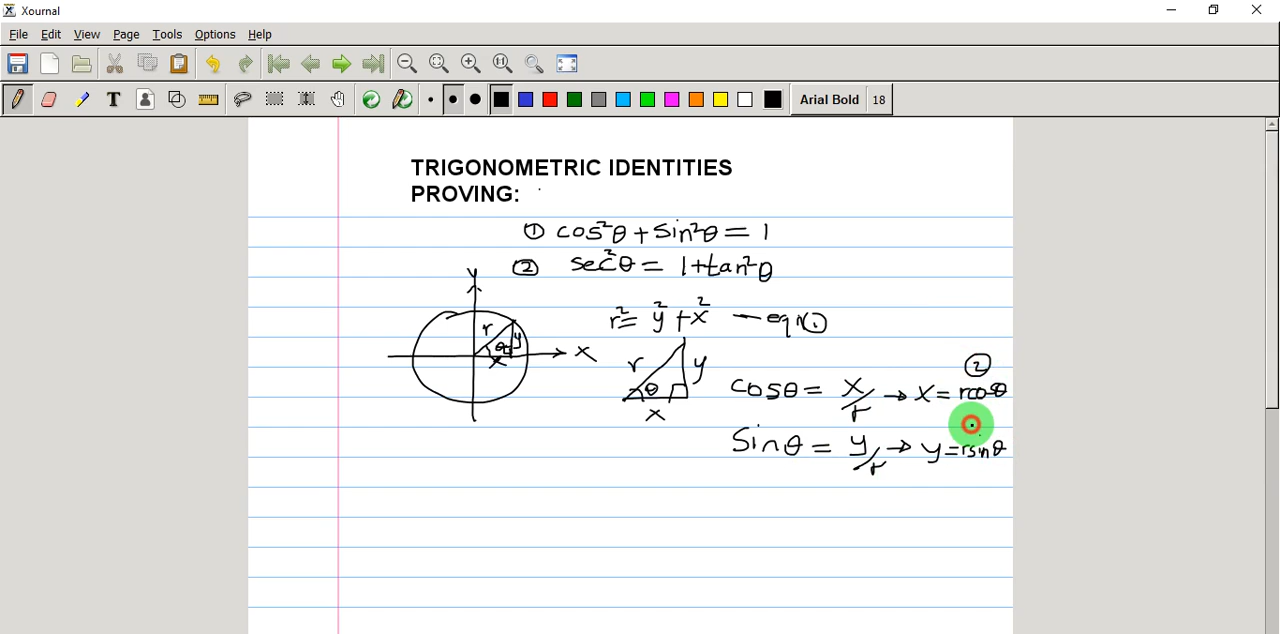 Xournal
File Edit View Page Tools Options Help
Arial Bold 18
TRIGONOMETRIC IDENTITIES
PROVING:
① cos²θ + sin²θ = 1
② sec²θ = 1 + tan²θ
y
r² = y² + x² — eqn ①
r y θ x
x
r y θ x
②
cosθ = x/r → x = rcosθ
Sinθ = y/r → y = rsinθ